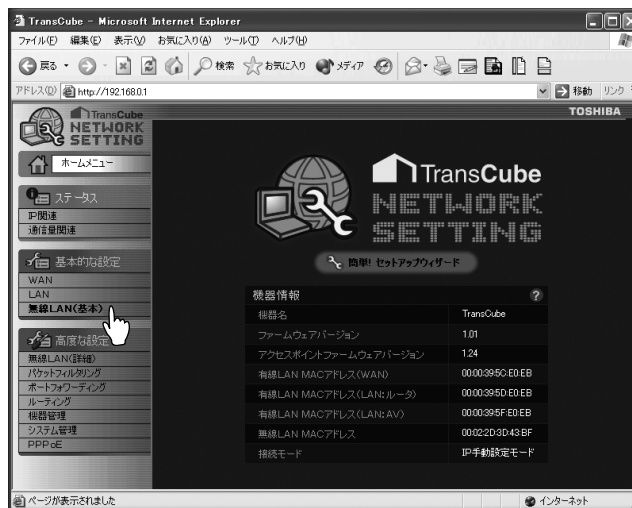 TransCube - Microsoft Internet Explorer
ファイル(F) 編集(E) 表示(V) お気に入り(A) ツール(T) ヘルプ(H)
戻る 検索 お気に入り メディア
アドレス(D) http://192.168.0.1 移動 リンク
TOSHIBA
TransCube
NETWORK
SETTING
ホームメニュー
ステータス
IP関連
通信量関連
基本的な設定
WAN
LAN
無線LAN(基本)
高度な設定
無線LAN(詳細)
パケットフィルタリング
ポートフォワーディング
ルーティング
機器管理
システム管理
PPPoE
TransCube
NETWORK
SETTING
簡単! セットアップウィザード
機器情報 ?
機器名 TransCube
ファームウェアバージョン 1.01
アクセスポイントファームウェアバージョン 1.24
有線LAN MACアドレス(WAN) 00:00:39:5C:E0:EB
有線LAN MACアドレス(LAN:ルータ) 00:00:39:5D:E0:EB
有線LAN MACアドレス(LAN:AV) 00:00:39:5F:E0:EB
無線LAN MACアドレス 00:02:2D:3D:43:BF
接続モード IP手動設定モード
ページが表示されました インターネット